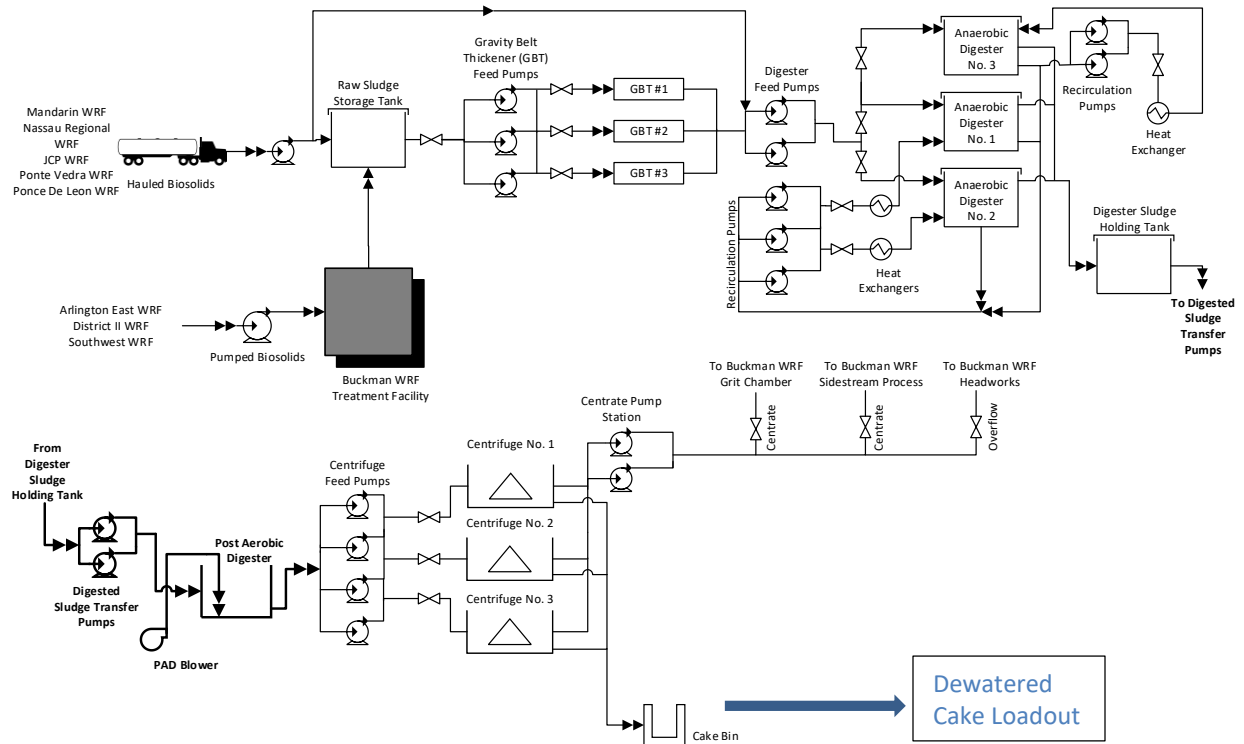 Mandarin WRF
Nassau Regional
WRF
JCP WRF
Ponte Vedra WRF
Ponce De Leon WRF
Hauled Biosolids
Raw Sludge
Storage Tank
Gravity Belt
Thickener (GBT)
Feed Pumps
GBT #1
GBT #2
GBT #3
Digester
Feed Pumps
Anaerobic
Digester
No. 3
Anaerobic
Digester
No. 1
Anaerobic
Digester
No. 2
Recirculation
Pumps
Heat
Exchanger
Recirculation Pumps
Heat
Exchangers
Digester Sludge
Holding Tank
To Digested
Sludge
Transfer
Pumps
Arlington East WRF
District II WRF
Southwest WRF
Pumped Biosolids
Buckman WRF
Treatment Facility
To Buckman WRF
Grit Chamber
To Buckman WRF
Sidestream Process
To Buckman WRF
Headworks
Centrate
Centrate
Overflow
Centrate Pump
Station
From
Digester
Sludge
Holding Tank
Digested
Sludge Transfer
Pumps
Post Aerobic
Digester
PAD Blower
Centrifuge
Feed Pumps
Centrifuge No. 1
Centrifuge No. 2
Centrifuge No. 3
Cake Bin
Dewatered
Cake Loadout